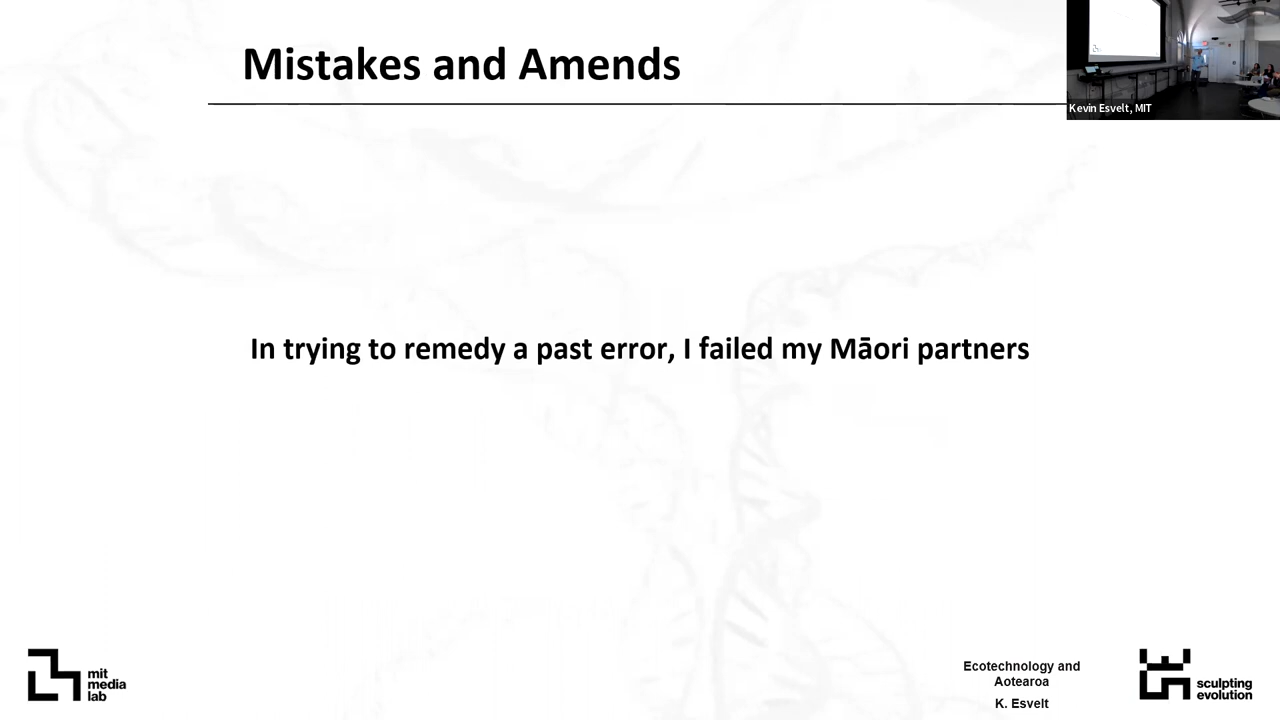 Mistakes and Amends
Kevin Esvelt, MIT
In trying to remedy a past error, I failed my Māori partners
mit
media
lab
Ecotechnology and
Aotearoa
K. Esvelt
sculpting
evolution